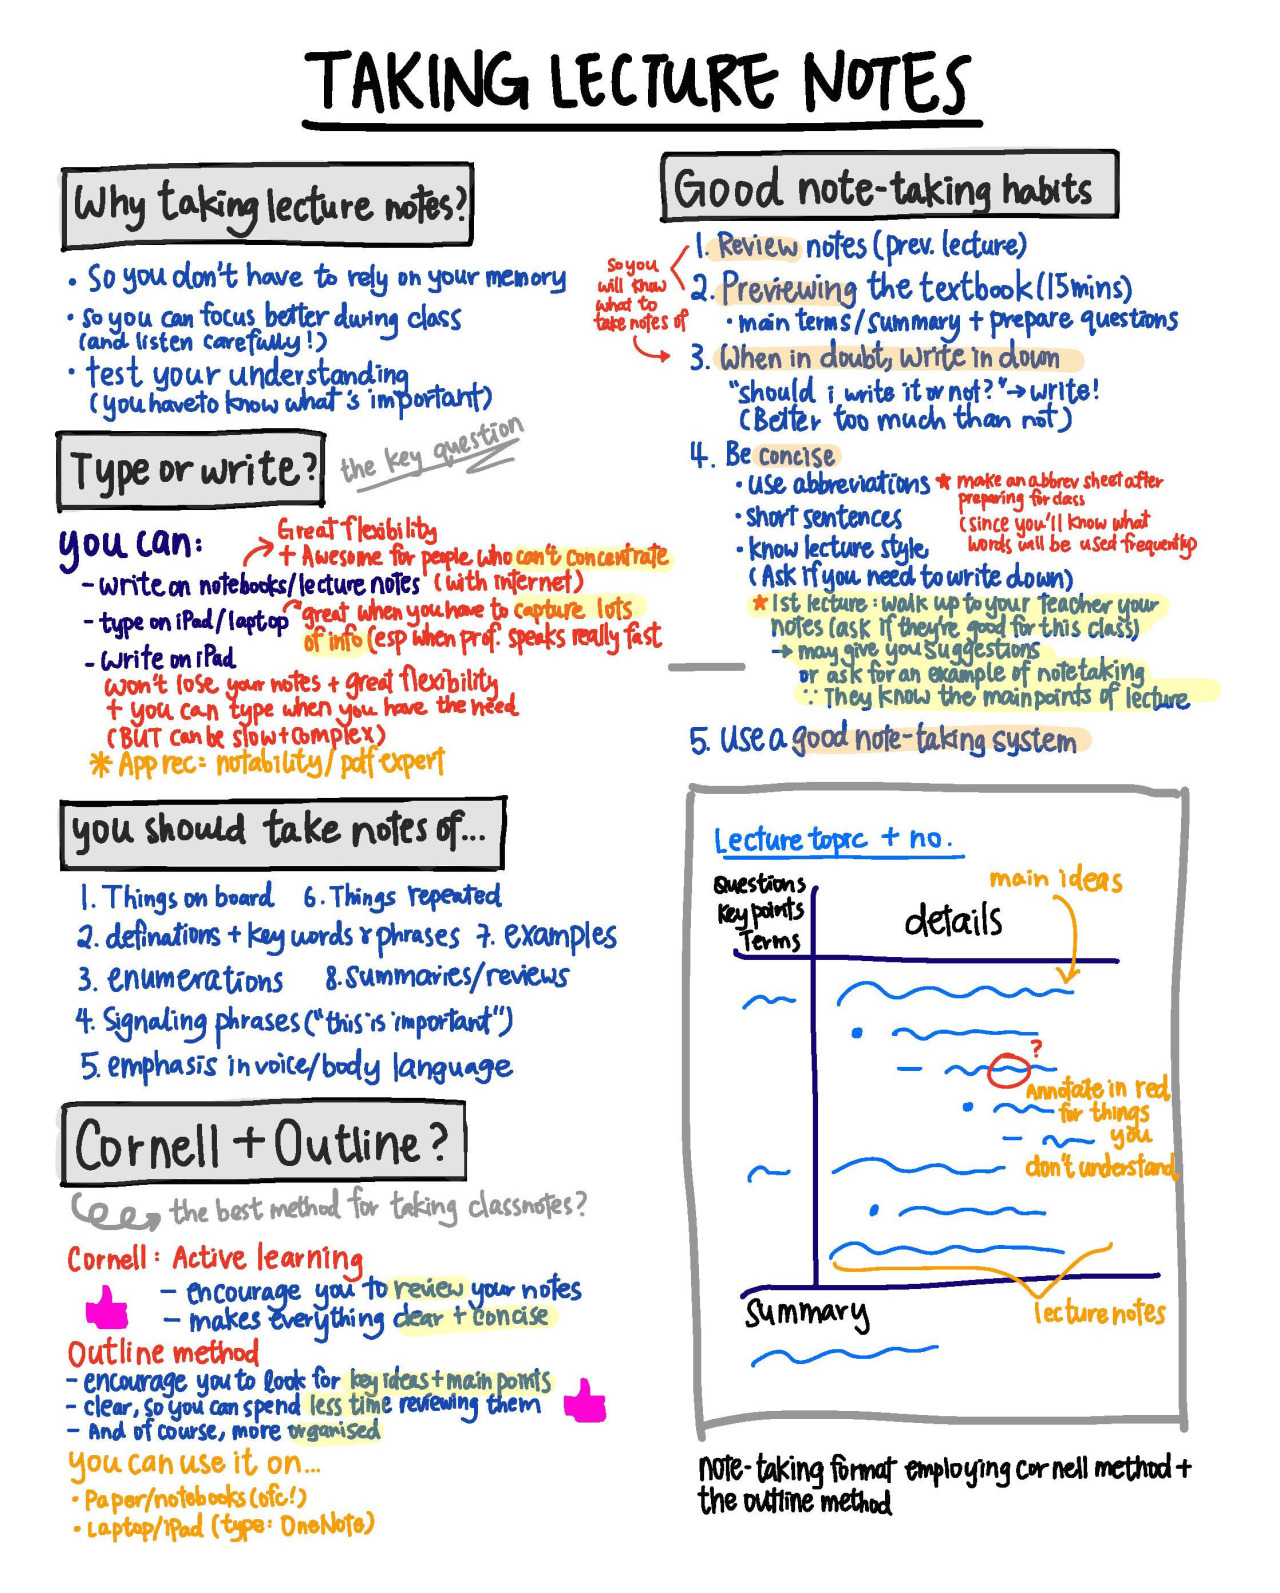 TAKING LECTURE NOTES
Why taking lecture notes?
• So you don't have to rely on your memory
• so you can focus better during class
(and listen carefully!)
• test your understanding
(you have to know what's important)
Type or write?
the key question
you can:
Great flexibility
+ Awesome for people who can't concentrate
- write on notebooks/lecture notes (with internet)
- type on iPad/laptop great when you have to capture lots
of info (esp when prof. speaks really fast
- Write on iPad
won't lose your notes + great flexibility
+ you can type when you have the need
(BUT can be slow + complex)
* App rec: notability/pdf expert
you should take notes of...
1. Things on board 6. Things repeated
2. definations + key words & phrases 7. examples
3. enumerations 8. summaries/reviews
4. Signaling phrases ("this is important")
5. emphasis in voice/body language
Cornell + Outline?
the best method for taking classnotes?
Cornell: Active learning
- encourage you to review your notes
- makes everything clear + concise
Outline method
- encourage you to look for key ideas + main points
- clear, so you can spend less time reviewing them
- And of course, more organised
you can use it on...
• Paper/notebooks (ofc!)
• Laptop/iPad (type: OneNote)
Good note-taking habits
1. Review notes (prev. lecture)
2. Previewing the textbook (15mins)
• main terms/summary + prepare questions
So you
will know
what to
take notes of
3. When in doubt, write in down
"should i write it or not?" → write!
(Better too much than not)
4. Be concise
• use abbreviations * make an abbrev sheet after
preparing for class
(since you'll know what
words will be used frequently)
• short sentences
• know lecture style
(Ask if you need to write down)
* 1st lecture: walk up to your teacher your
notes (ask if they're good for this class)
→ may give you suggestions
or ask for an example of notetaking
∵ They know the main points of lecture
5. Use a good note-taking system
Lecture topic + no.
Questions
Key points
Terms
details
main ideas
?
Annotate in red
for things
you
don't understand
Summary
lecture notes
note-taking format employing cornell method +
the outline method